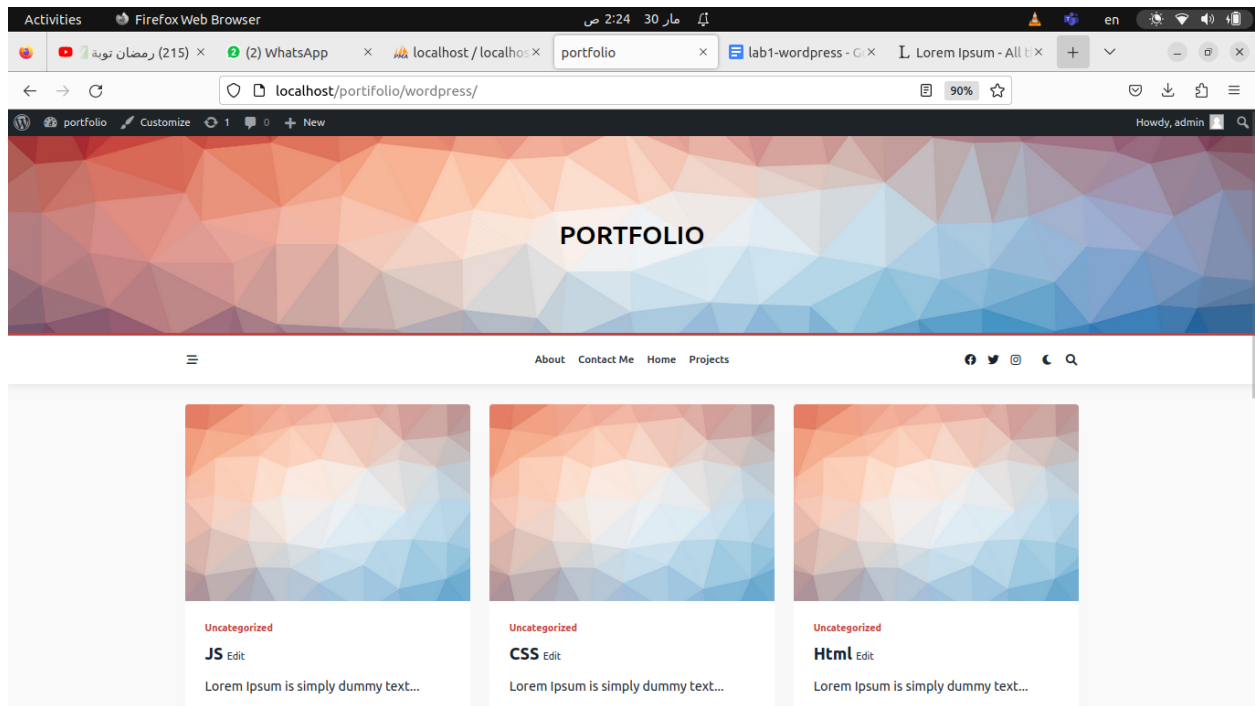 Activities Firefox Web Browser مار 30 2:24 ص en
(215) رمضان توبة (2) WhatsApp localhost / localhos portfolio lab1-wordpress - Go Lorem Ipsum - All ti
localhost/portifolio/wordpress/ 90%
portfolio Customize 1 0 New Howdy, admin
PORTFOLIO
About Contact Me Home Projects
Uncategorized Uncategorized Uncategorized
JS Edit CSS Edit Html Edit
Lorem Ipsum is simply dummy text... Lorem Ipsum is simply dummy text... Lorem Ipsum is simply dummy text...